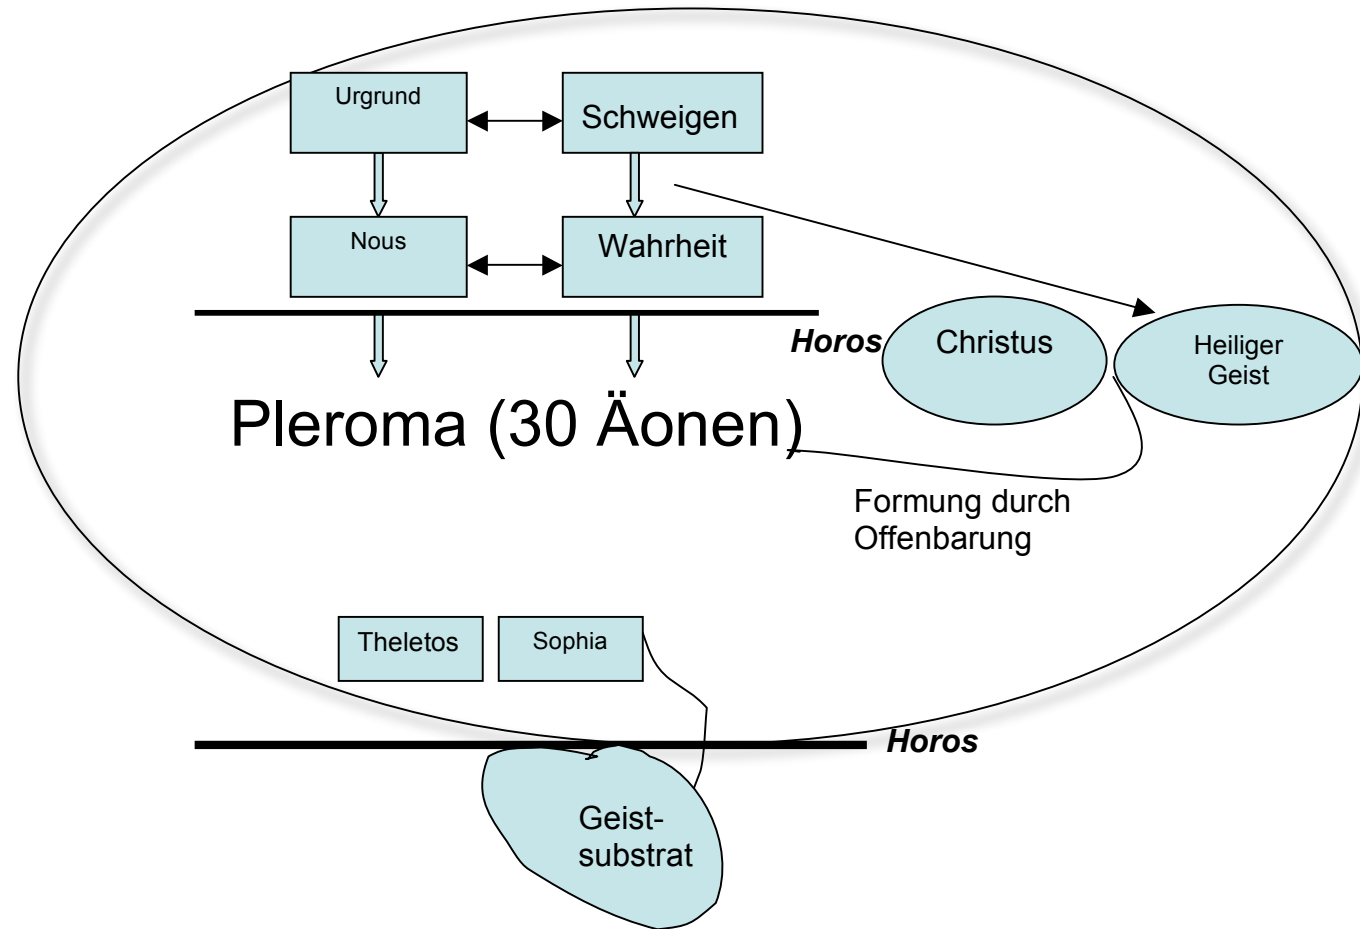 Urgrund
Schweigen
Nous
Wahrheit
Horos
Christus
Heiliger
Geist
Pleroma (30 Äonen)
Formung durch
Offenbarung
Theletos
Sophia
Horos
Geist-
substrat